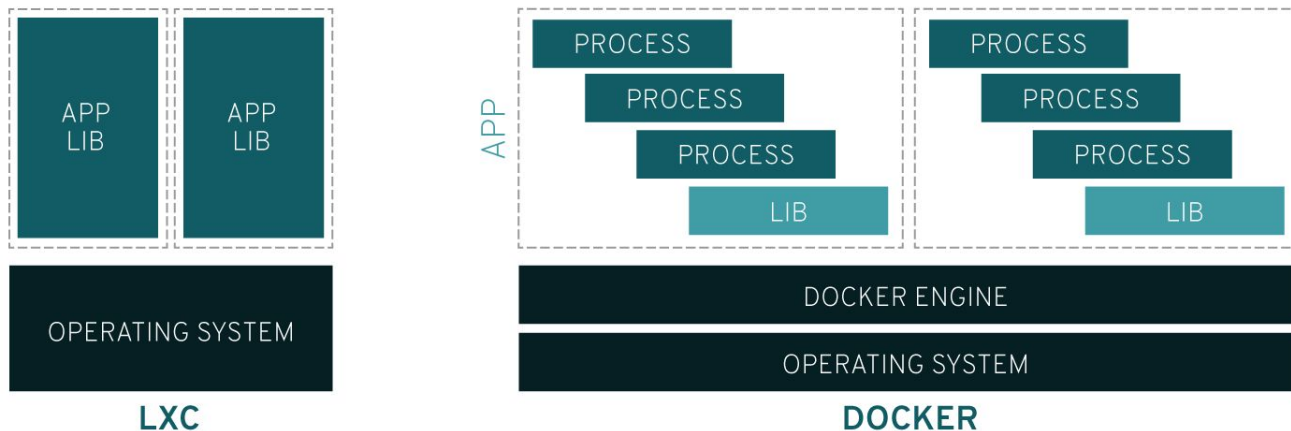 APP
LIB
APP
LIB
OPERATING SYSTEM
LXC
APP
PROCESS
PROCESS
PROCESS
LIB
PROCESS
PROCESS
PROCESS
LIB
DOCKER ENGINE
OPERATING SYSTEM
DOCKER